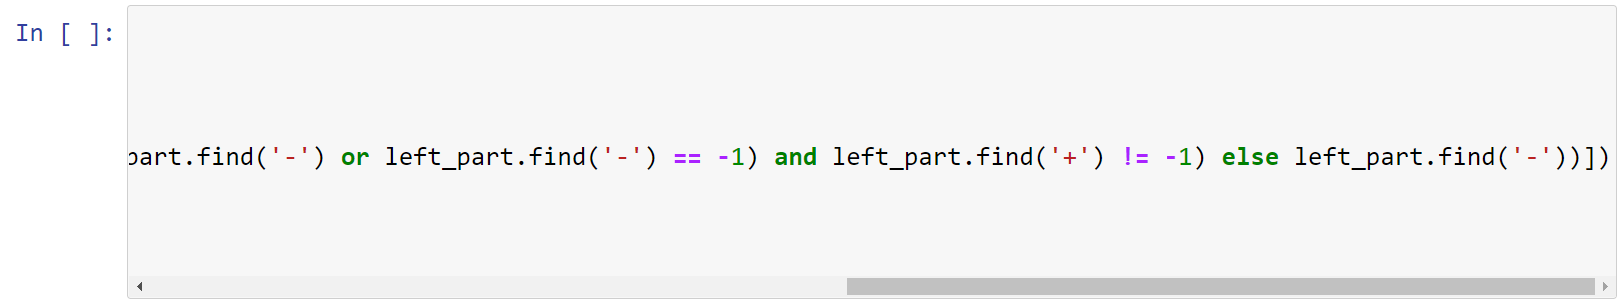 In [ ]:
part.find('-') or left_part.find('-') == -1) and left_part.find('+') != -1) else left_part.find('-'))])